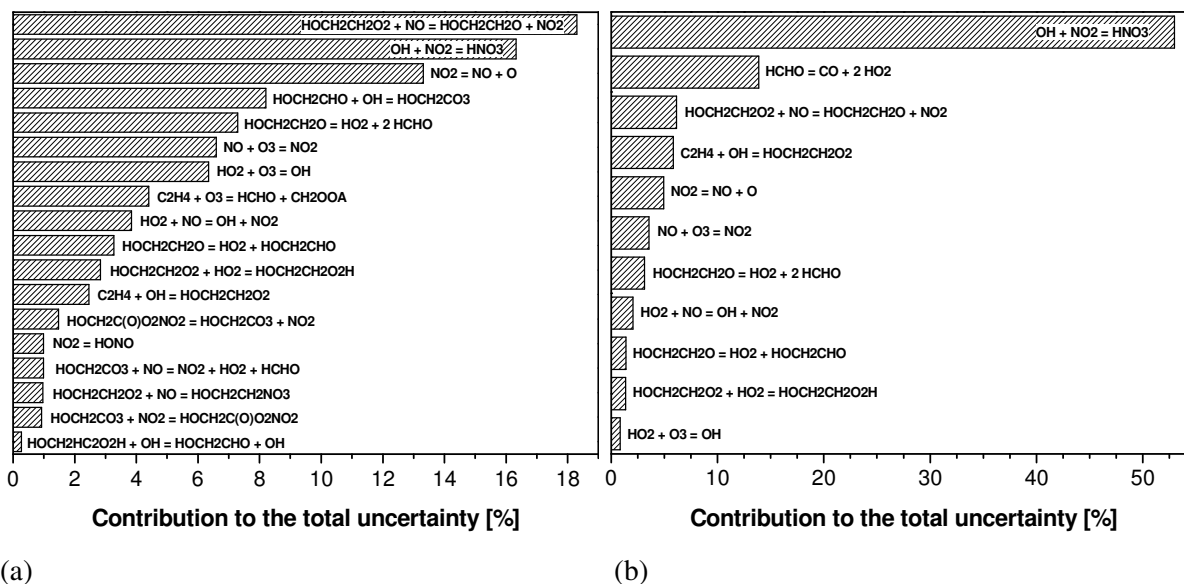 HOCH2CH2O2 + NO = HOCH2CH2O + NO2
OH + NO2 = HNO3
NO2 = NO + O
HOCH2CHO + OH = HOCH2CO3
HOCH2CH2O = HO2 + 2 HCHO
NO + O3 = NO2
HO2 + O3 = OH
C2H4 + O3 = HCHO + CH2OOA
HO2 + NO = OH + NO2
HOCH2CH2O = HO2 + HOCH2CHO
HOCH2CH2O2 + HO2 = HOCH2CH2O2H
C2H4 + OH = HOCH2CH2O2
HOCH2C(O)O2NO2 = HOCH2CO3 + NO2
NO2 = HONO
HOCH2CO3 + NO = NO2 + HO2 + HCHO
HOCH2CH2O2 + NO = HOCH2CH2NO3
HOCH2CO3 + NO2 = HOCH2C(O)O2NO2
HOCH2HC2O2H + OH = HOCH2CHO + OH
0 2 4 6 8 10 12 14 16 18
Contribution to the total uncertainty [%]
(a)
OH + NO2 = HNO3
HCHO = CO + 2 HO2
HOCH2CH2O2 + NO = HOCH2CH2O + NO2
C2H4 + OH = HOCH2CH2O2
NO2 = NO + O
NO + O3 = NO2
HOCH2CH2O = HO2 + 2 HCHO
HO2 + NO = OH + NO2
HOCH2CH2O = HO2 + HOCH2CHO
HOCH2CH2O2 + HO2 = HOCH2CH2O2H
HO2 + O3 = OH
0 10 20 30 40 50
Contribution to the total uncertainty [%]
(b)